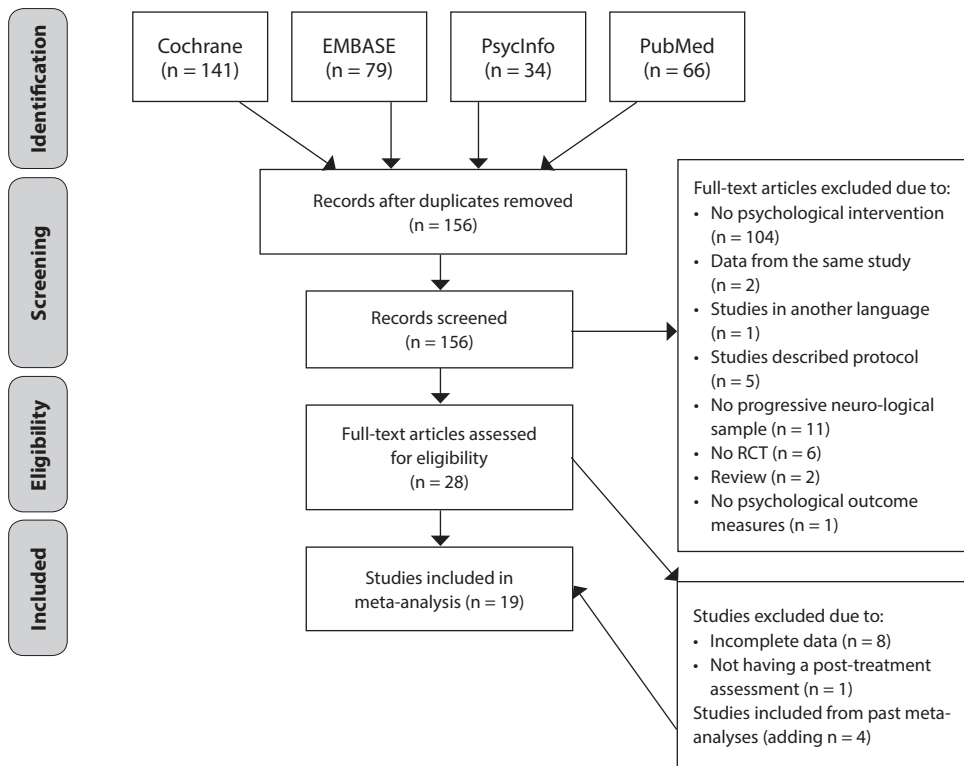 Identification
Cochrane
(n = 141)
EMBASE
(n = 79)
PsycInfo
(n = 34)
PubMed
(n = 66)
Screening
Records after duplicates removed
(n = 156)
Records screened
(n = 156)
Full-text articles excluded due to:
• No psychological intervention
(n = 104)
• Data from the same study
(n = 2)
• Studies in another language
(n = 1)
• Studies described protocol
(n = 5)
• No progressive neuro-logical
sample (n = 11)
• No RCT (n = 6)
• Review (n = 2)
• No psychological outcome
measures (n = 1)
Eligibility
Full-text articles assessed
for eligibility
(n = 28)
Included
Studies included in
meta-analysis (n = 19)
Studies excluded due to:
• Incomplete data (n = 8)
• Not having a post-treatment
assessment (n = 1)
Studies included from past meta-
analyses (adding n = 4)